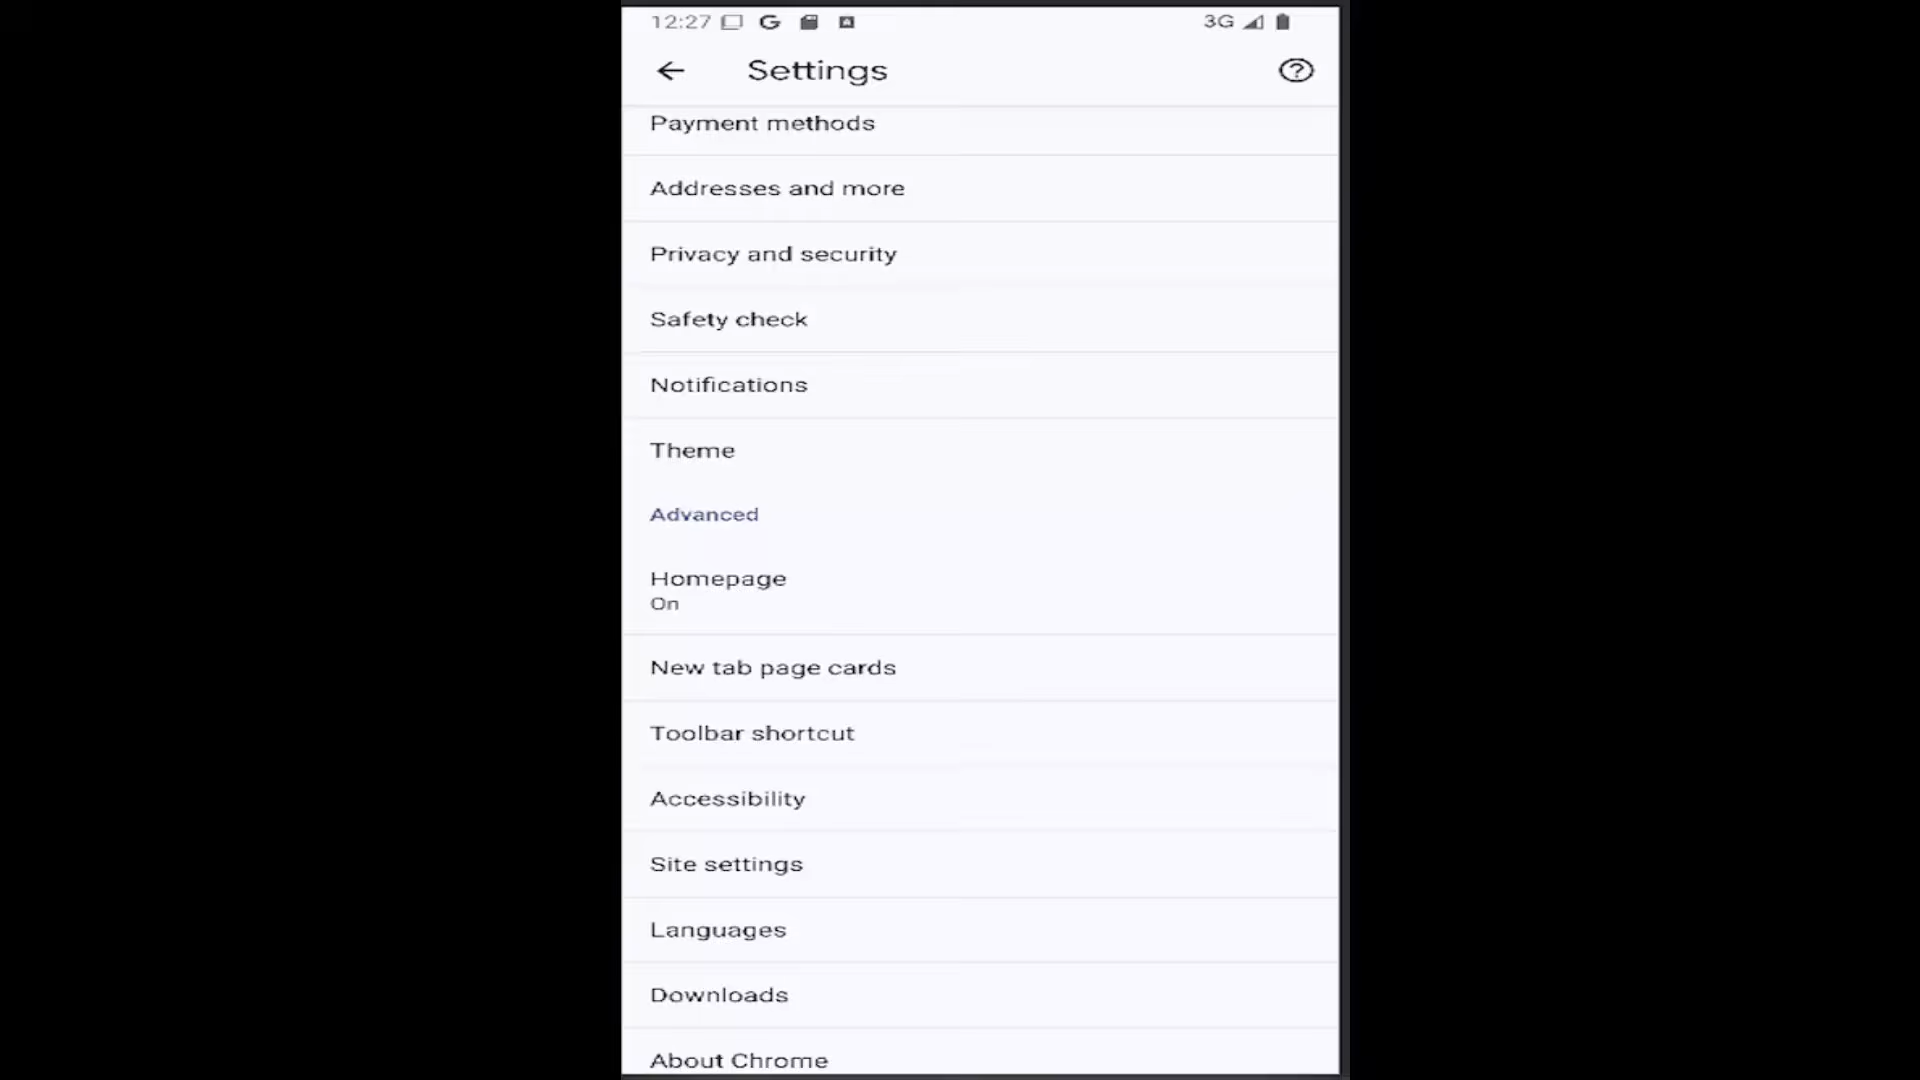 12:27 G 3G
Settings
Payment methods
Addresses and more
Privacy and security
Safety check
Notifications
Theme
Advanced
Homepage
On
New tab page cards
Toolbar shortcut
Accessibility
Site settings
Languages
Downloads
About Chrome